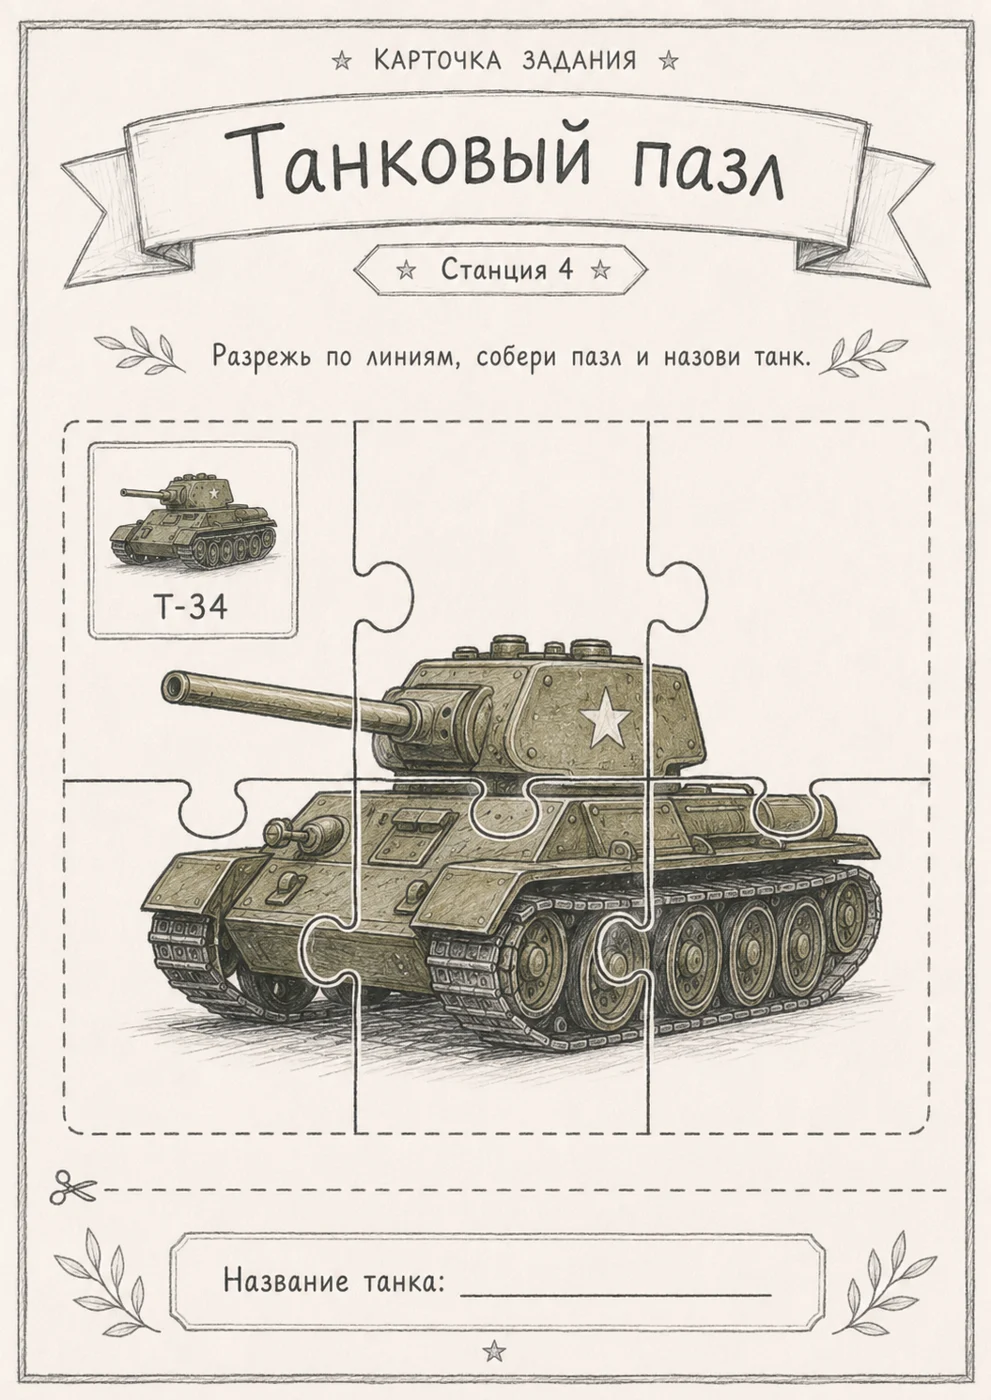 Карточка задания
Танковый пазл
Станция 4
Разрежь по линиям, собери пазл и назови танк.
Т-34
Название танка: